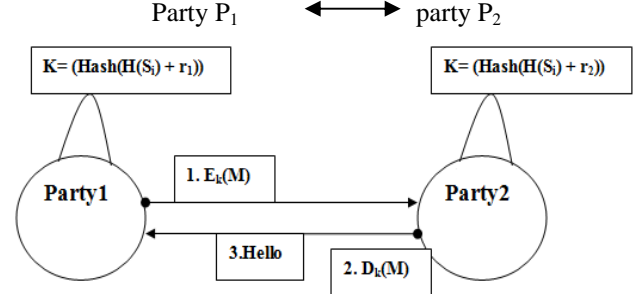 Party P₁ ⟷ party P₂
K= (Hash(H(Sᵢ) + r₁))
K= (Hash(H(Sᵢ) + r₂))
1. Eₖ(M)
Party1
Party2
3.Hello
2. Dₖ(M)